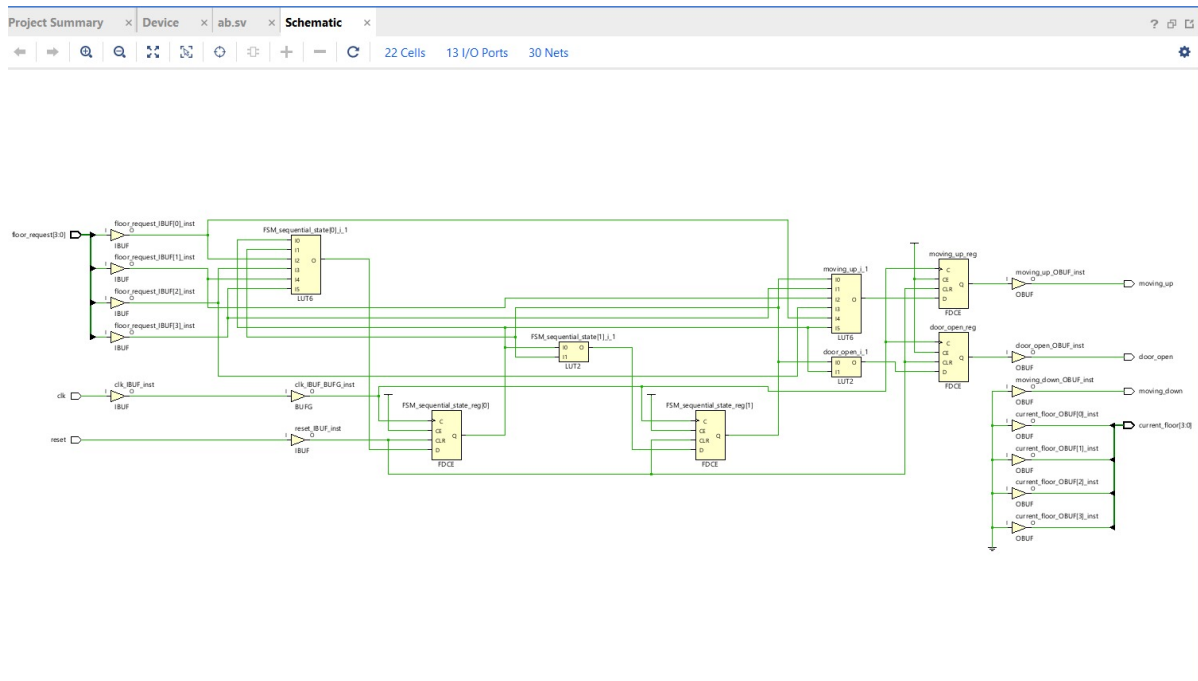 Project Summary × Device × ab.sv × Schematic ×
?
22 Cells 13 I/O Ports 30 Nets
floor_request[3:0]
floor_request_IBUF[0]_inst
I O
IBUF
floor_request_IBUF[1]_inst
I O
IBUF
floor_request_IBUF[2]_inst
I O
IBUF
floor_request_IBUF[3]_inst
I O
IBUF
clk
clk_IBUF_inst
I O
IBUF
reset
FSM_sequential_state[0]_i_1
I0
I1
I2 O
I3
I4
I5
LUT6
clk_IBUF_BUFG_inst
I O
BUFG
reset_IBUF_inst
I O
IBUF
FSM_sequential_state_reg[0]
C
CE
CLR Q
D
FDCE
FSM_sequential_state[1]_i_1
I0 O
I1
LUT2
FSM_sequential_state_reg[1]
C
CE
CLR Q
D
FDCE
moving_up_i_1
I0
I1
I2 O
I3
I4
I5
LUT6
door_open_i_1
I0 O
I1
LUT2
moving_up_reg
C
CE
CLR Q
D
FDCE
door_open_reg
C
CE
CLR Q
D
FDCE
moving_up_OBUF_inst
I O
OBUF
moving_up
door_open_OBUF_inst
I O
OBUF
door_open
moving_down_OBUF_inst
I O
OBUF
moving_down
current_floor_OBUF[0]_inst
I O
OBUF
current_floor[3:0]
current_floor_OBUF[1]_inst
I O
OBUF
current_floor_OBUF[2]_inst
I O
OBUF
current_floor_OBUF[3]_inst
I O
OBUF